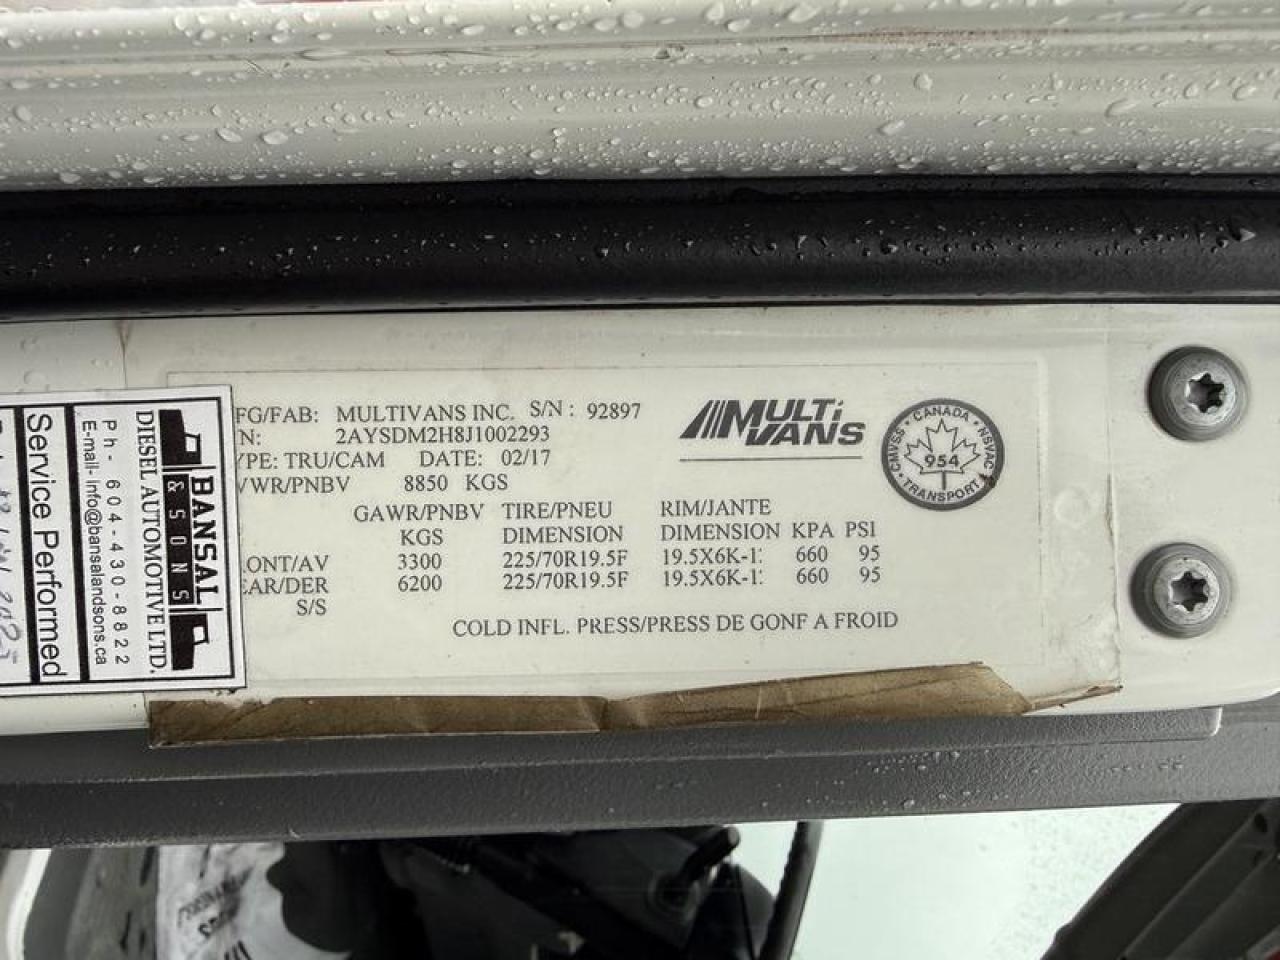 FG/FAB: MULTIVANS INC. S/N : 92897
N: 2AYSDM2H8J1002293
YPE: TRU/CAM DATE: 02/17
VWR/PNBV 8850 KGS
GAWR/PNBV TIRE/PNEU RIM/JANTE
KGS DIMENSION DIMENSION KPA PSI
ONT/AV 3300 225/70R19.5F 19.5X6K-1: 660 95
EAR/DER 6200 225/70R19.5F 19.5X6K-1: 660 95
S/S
COLD INFL. PRESS/PRESS DE GONF A FROID
MULTi
VANS
CANADA · NSVAC · TRANSPORT · CMVSS
954
BANSAL
& SONS
DIESEL AUTOMOTIVE LTD.
Ph- 604-430-8822
E-mail- info@bansalandsons.ca
Service Performed